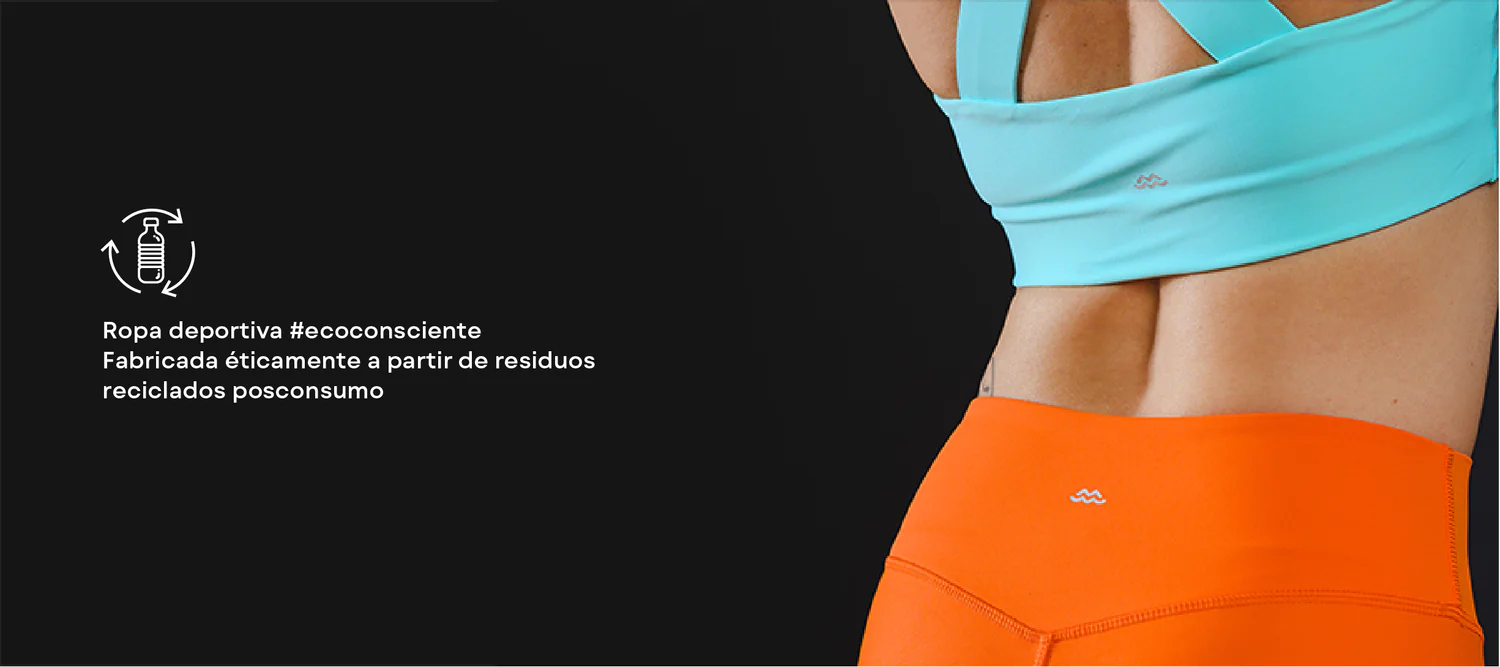 Ropa deportiva #ecoconsciente
Fabricada éticamente a partir de residuos
reciclados posconsumo